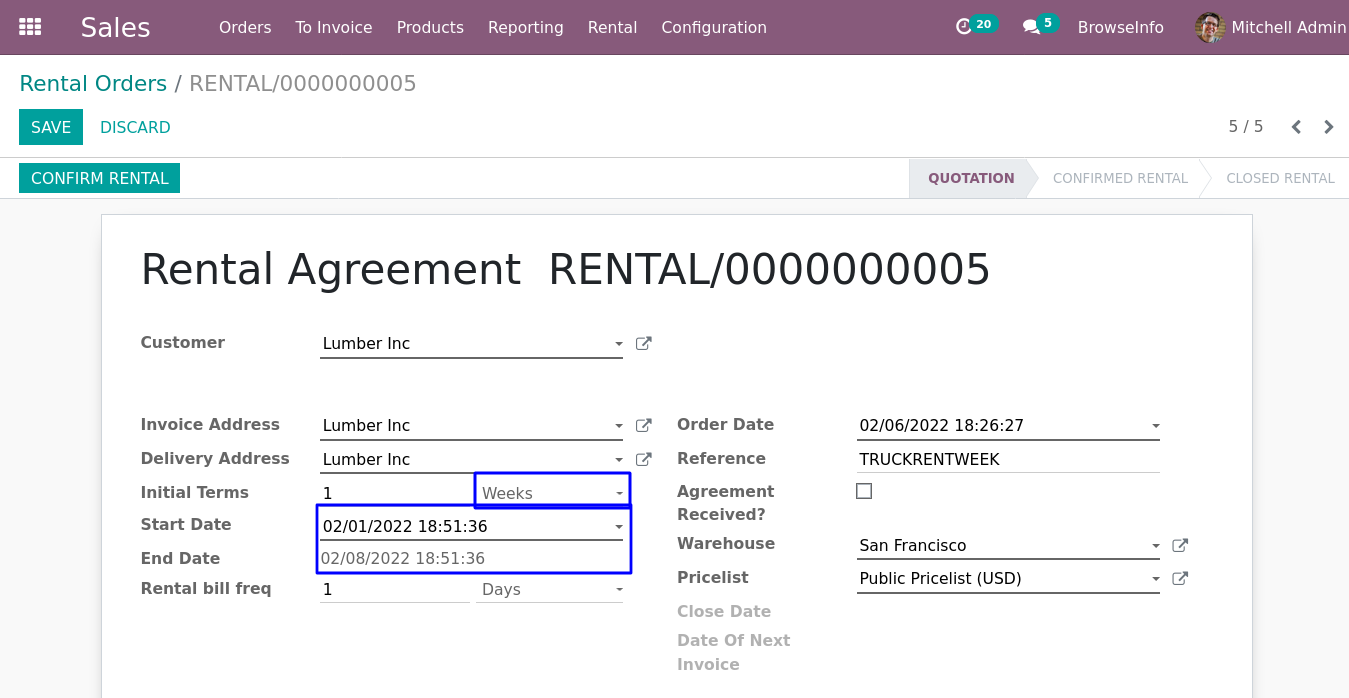 Sales Orders To Invoice Products Reporting Rental Configuration 20 5 BrowseInfo Mitchell Admin
Rental Orders / RENTAL/0000000005
SAVE DISCARD 5 / 5
CONFIRM RENTAL QUOTATION CONFIRMED RENTAL CLOSED RENTAL
Rental Agreement RENTAL/0000000005
Customer Lumber Inc
Invoice Address Lumber Inc
Delivery Address Lumber Inc
Initial Terms 1 Weeks
Start Date 02/01/2022 18:51:36
End Date 02/08/2022 18:51:36
Rental bill freq 1 Days
Order Date 02/06/2022 18:26:27
Reference TRUCKRENTWEEK
Agreement
Received?
Warehouse San Francisco
Pricelist Public Pricelist (USD)
Close Date
Date Of Next
Invoice